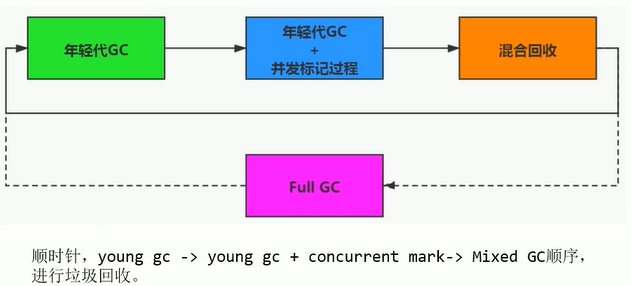 年轻代GC
年轻代GC
+
并发标记过程
混合回收
Full GC
顺时针，young gc -> young gc + concurrent mark-> Mixed GC顺序，
进行垃圾回收。